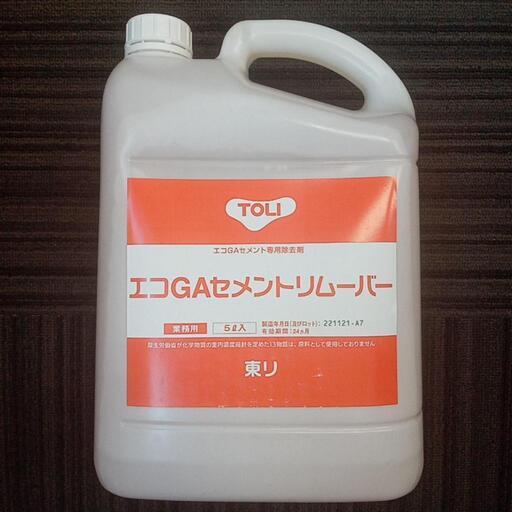 TOLI
エコGAセメント専用除去剤
エコGAセメントリムーバー
業務用 5ℓ入 製造年月日(及びロット): 221121-A7
有効期間: 24ヵ月
厚生労働省が化学物質の室内濃度指針を定めた13物質は、原料として使用しておりません
東リ